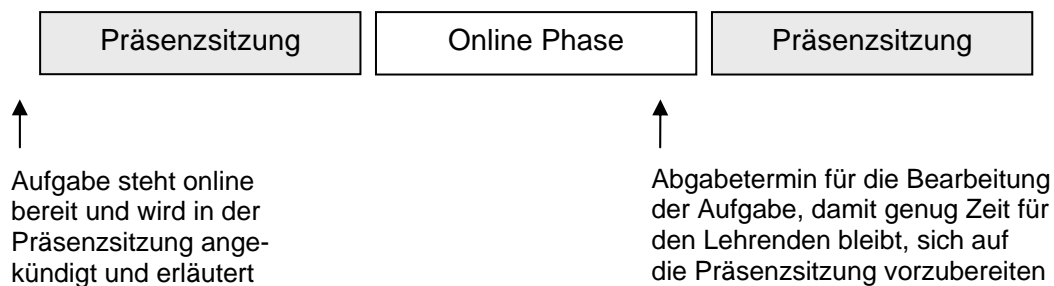 Präsenzsitzung
Online Phase
Präsenzsitzung
Aufgabe steht online
bereit und wird in der
Präsenzsitzung ange-
kündigt und erläutert
Abgabetermin für die Bearbeitung
der Aufgabe, damit genug Zeit für
den Lehrenden bleibt, sich auf
die Präsenzsitzung vorzubereiten